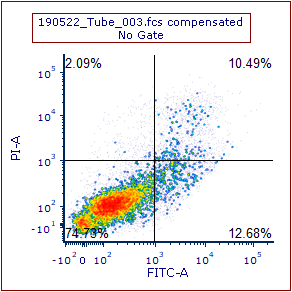 190522_Tube_003.fcs compensated
No Gate
2.09% 10.49%
10^5
10^4
PI-A
10^3
10^2
-10^1
74.73% 12.68%
-10^2 0 10^2 10^3 10^4 10^5
FITC-A